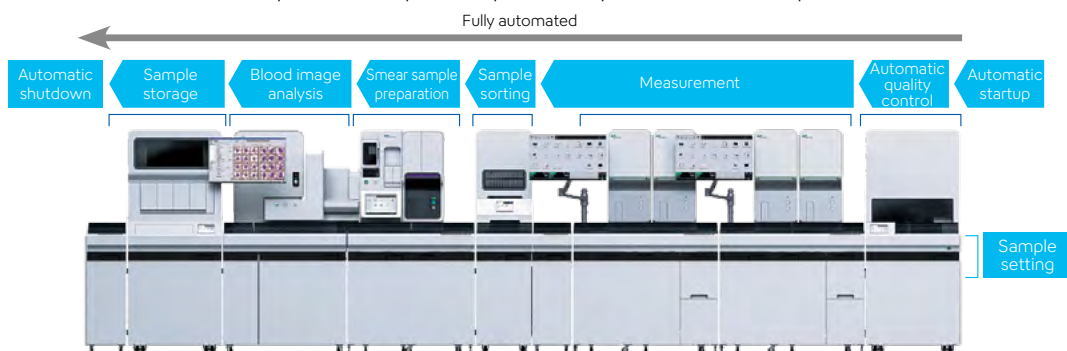 Fully automated
Automatic
shutdown
Sample
storage
Blood image
analysis
Smear sample
preparation
Sample
sorting
Measurement
Automatic
quality
control
Automatic
startup
Sample
setting